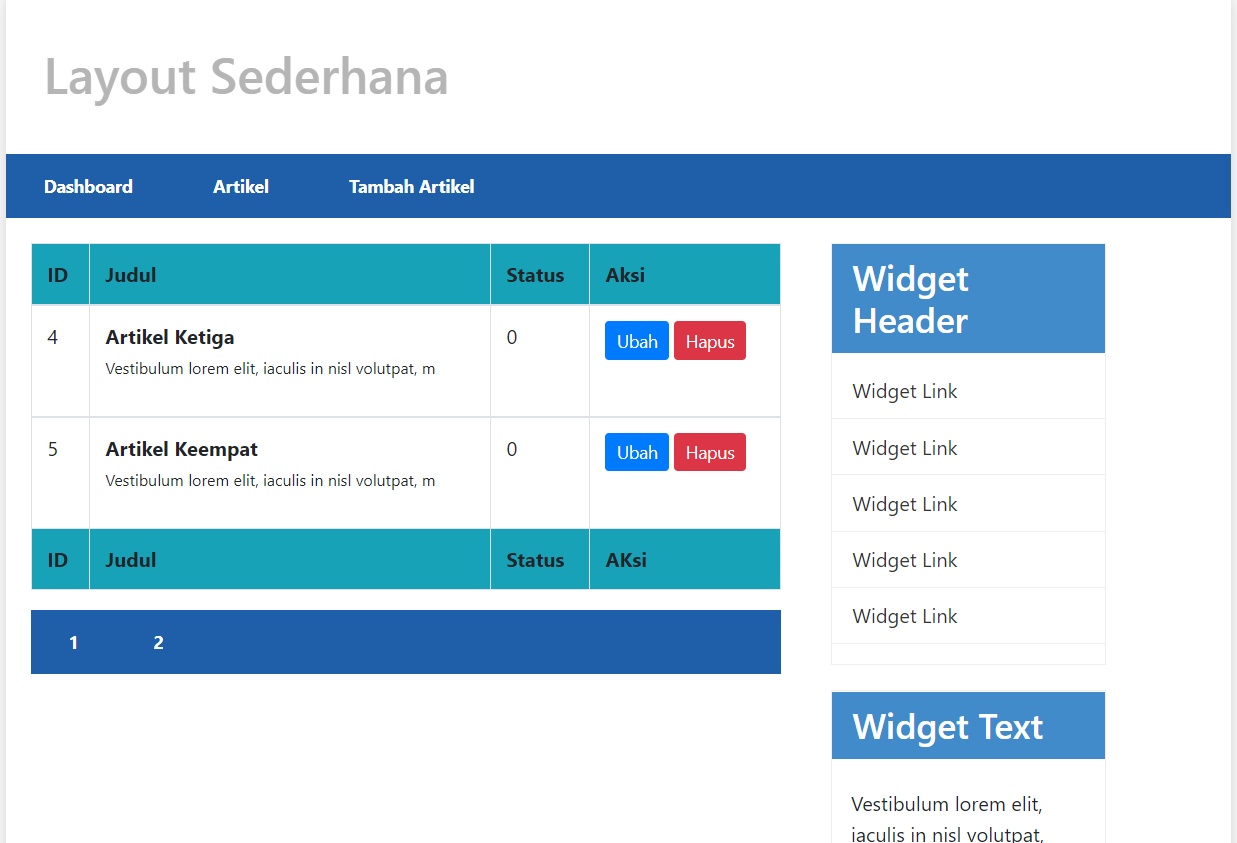 Layout Sederhana
Dashboard Artikel Tambah Artikel
ID Judul Status Aksi
4 Artikel Ketiga 0 Ubah Hapus
Vestibulum lorem elit, iaculis in nisl volutpat, m
5 Artikel Keempat 0 Ubah Hapus
Vestibulum lorem elit, iaculis in nisl volutpat, m
ID Judul Status AKsi
1 2
Widget
Header
Widget Link
Widget Link
Widget Link
Widget Link
Widget Link
Widget Text
Vestibulum lorem elit,
iaculis in nisl volutpat,